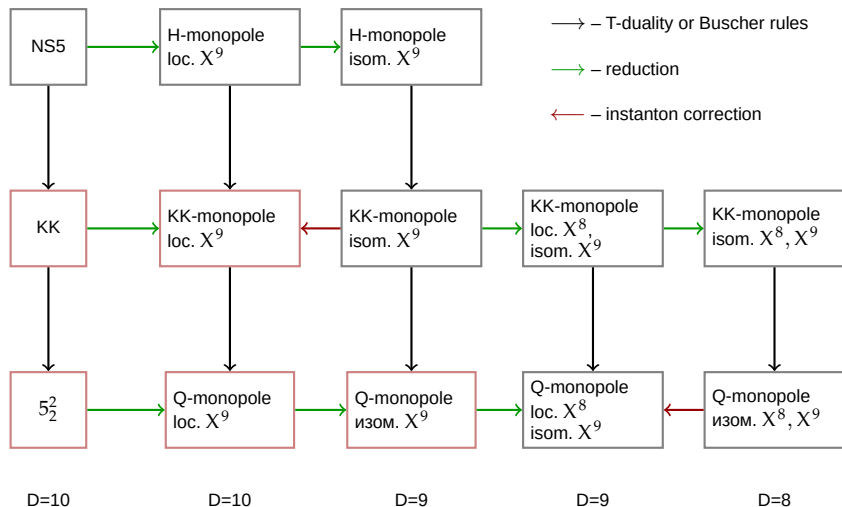 NS5
H-monopole
loc. X⁹
H-monopole
isom. X⁹
– T-duality or Buscher rules
– reduction
– instanton correction
KK
KK-monopole
loc. X⁹
KK-monopole
isom. X⁹
KK-monopole
loc. X⁸,
isom. X⁹
KK-monopole
isom. X⁸, X⁹
5₂²
Q-monopole
loc. X⁹
Q-monopole
изом. X⁹
Q-monopole
loc. X⁸
isom. X⁹
Q-monopole
изом. X⁸, X⁹
D=10
D=10
D=9
D=9
D=8